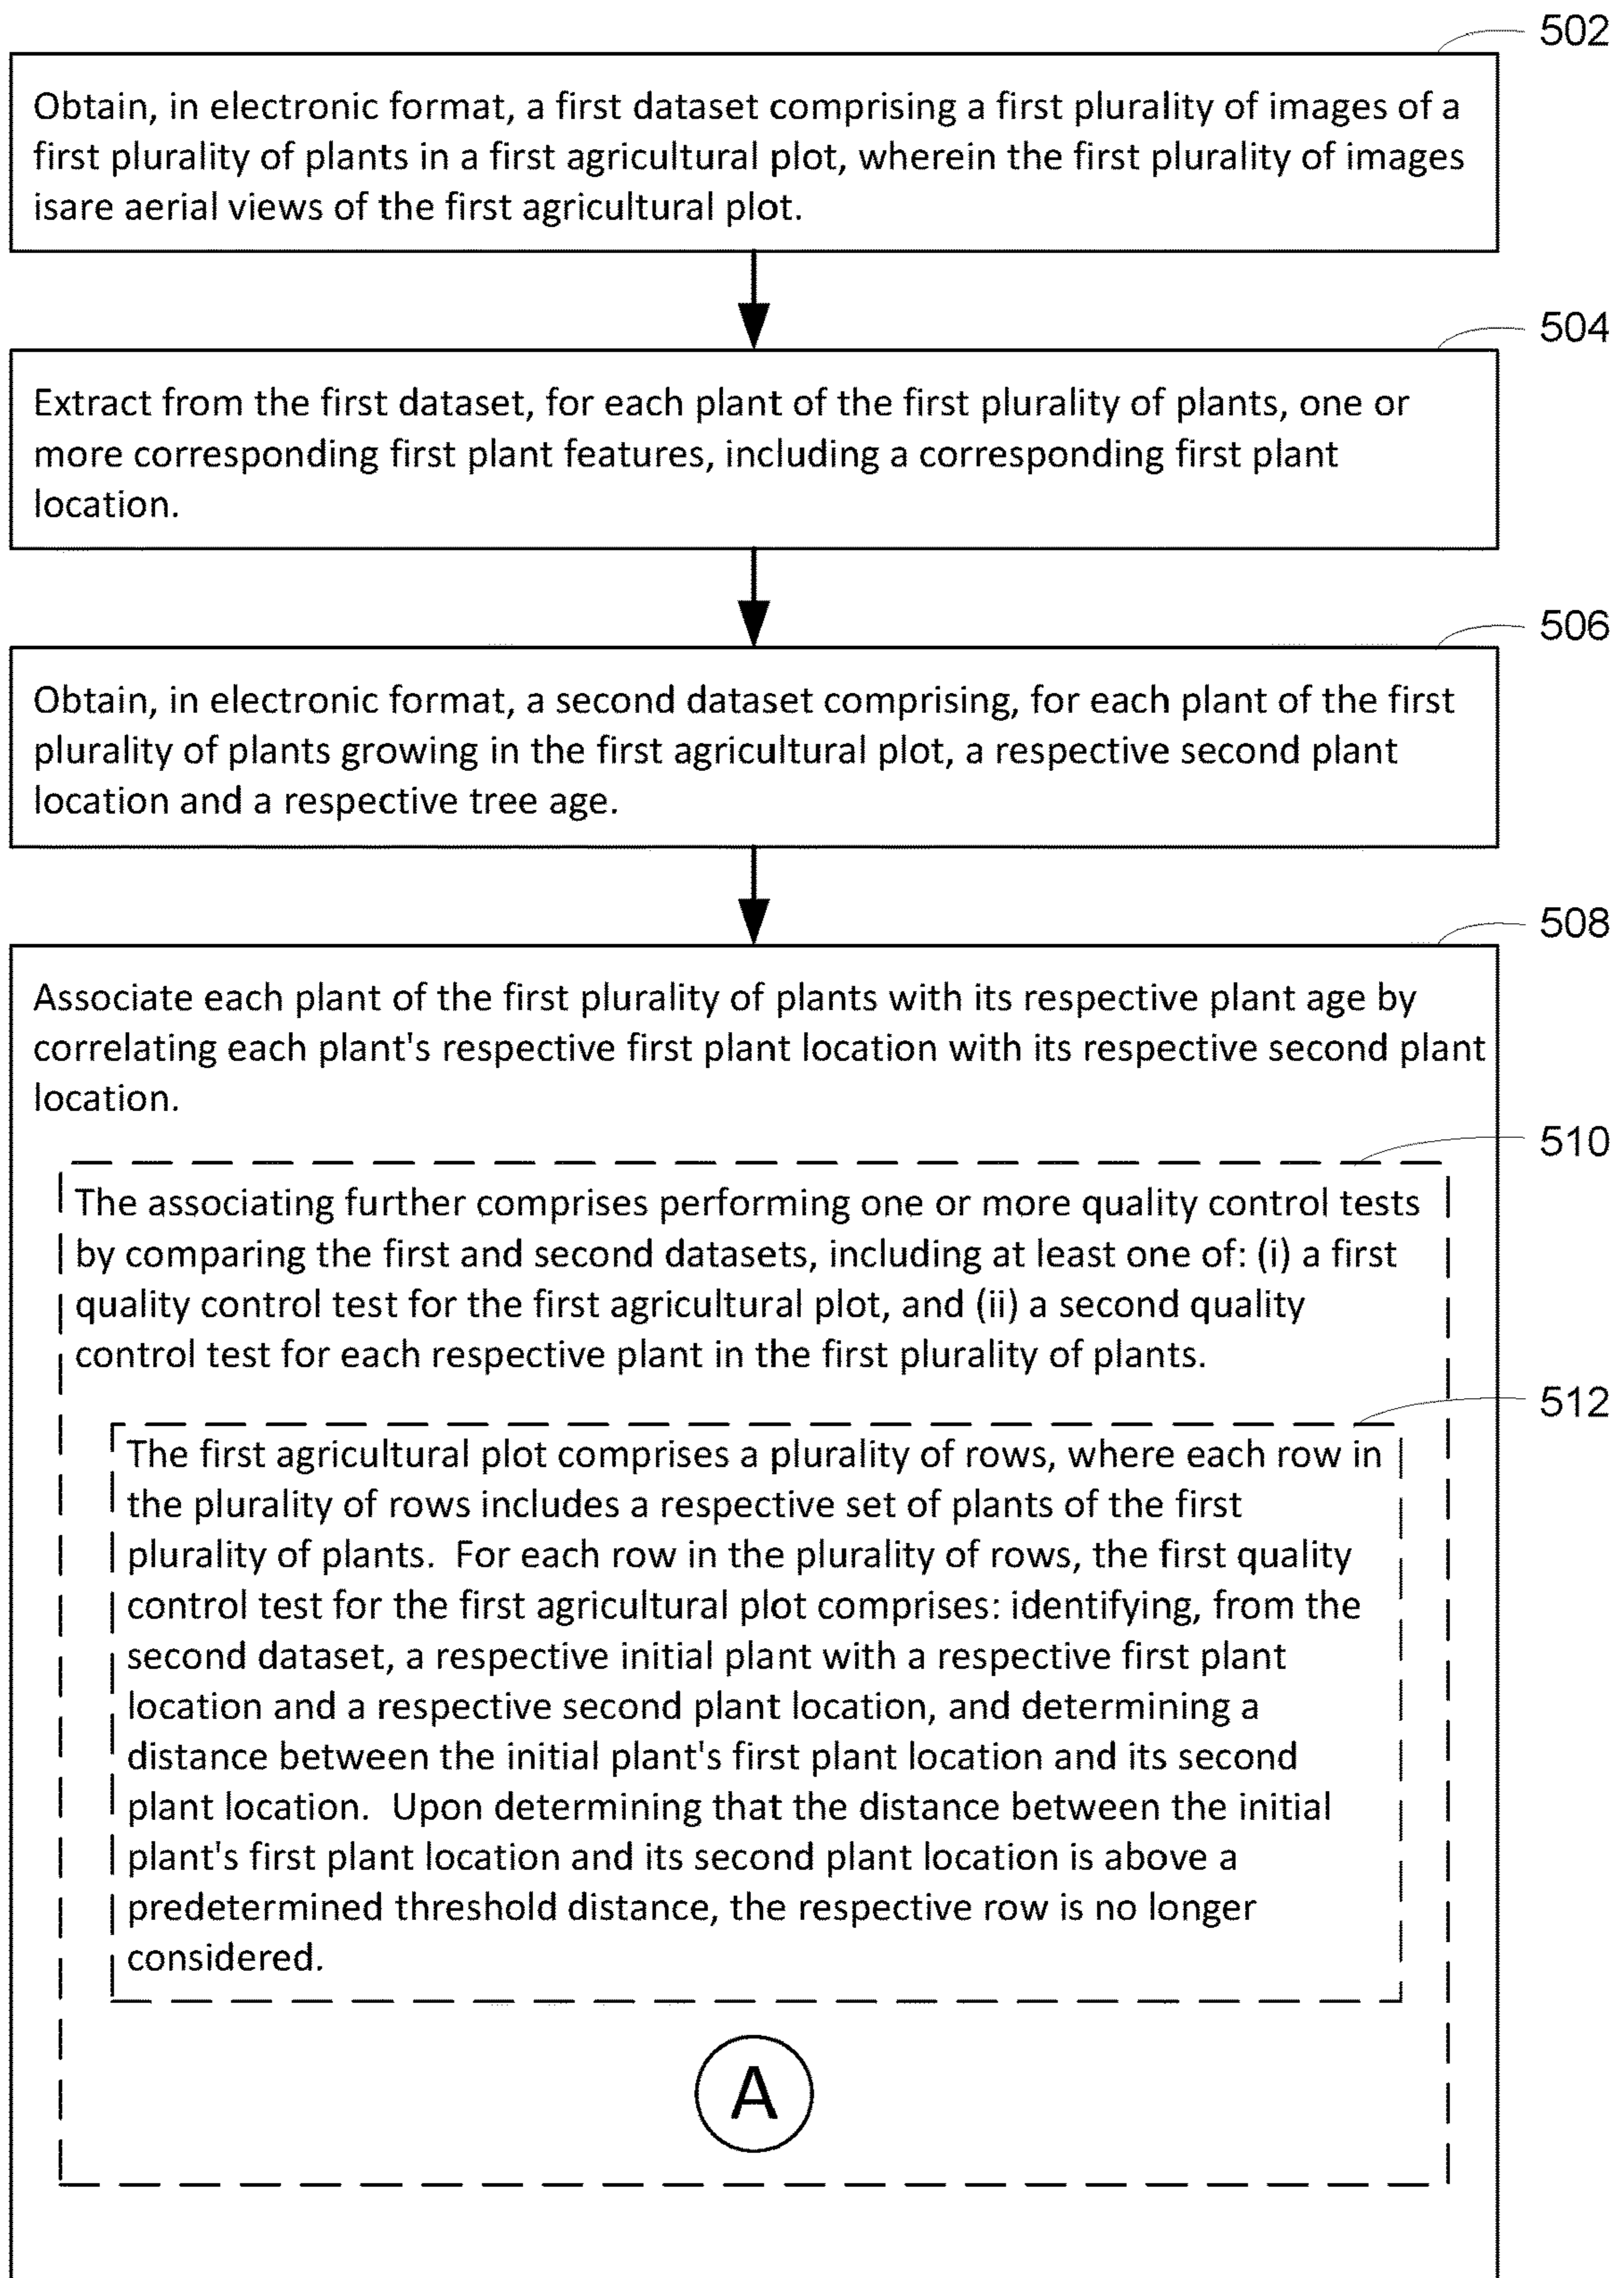 502
Obtain, in electronic format, a first dataset comprising a first plurality of images of a
first plurality of plants in a first agricultural plot, wherein the first plurality of images
isare aerial views of the first agricultural plot.
504
Extract from the first dataset, for each plant of the first plurality of plants, one or
more corresponding first plant features, including a corresponding first plant
location.
506
Obtain, in electronic format, a second dataset comprising, for each plant of the first
plurality of plants growing in the first agricultural plot, a respective second plant
location and a respective tree age.
508
Associate each plant of the first plurality of plants with its respective plant age by
correlating each plant's respective first plant location with its respective second plant
location.
510
The associating further comprises performing one or more quality control tests
by comparing the first and second datasets, including at least one of: (i) a first
quality control test for the first agricultural plot, and (ii) a second quality
control test for each respective plant in the first plurality of plants.
512
The first agricultural plot comprises a plurality of rows, where each row in
the plurality of rows includes a respective set of plants of the first
plurality of plants.  For each row in the plurality of rows, the first quality
control test for the first agricultural plot comprises: identifying, from the
second dataset, a respective initial plant with a respective first plant
location and a respective second plant location, and determining a
distance between the initial plant's first plant location and its second
plant location.  Upon determining that the distance between the initial
plant's first plant location and its second plant location is above a
predetermined threshold distance, the respective row is no longer
considered.
A